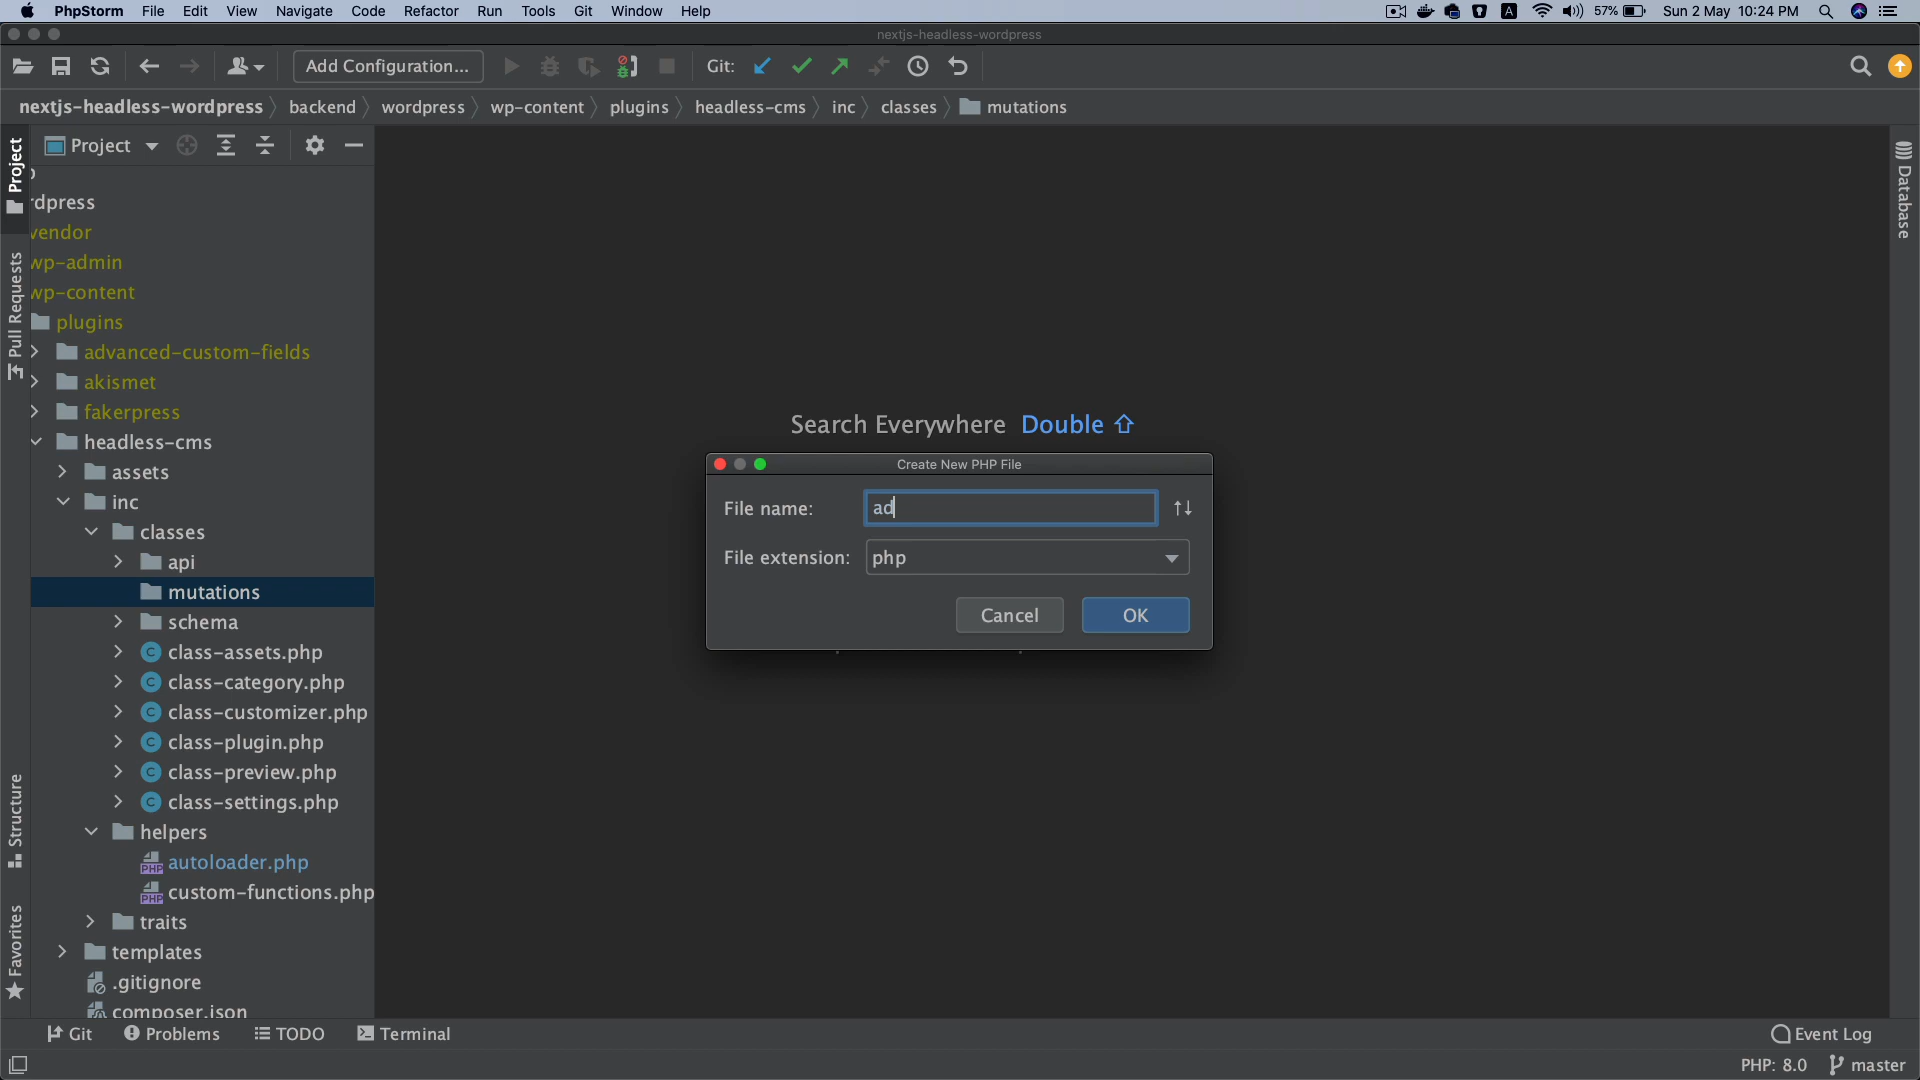 PhpStorm File Edit View Navigate Code Refactor Run Tools Git Window Help A 57% Sun 2 May 10:24 PM
nextjs-headless-wordpress
Add Configuration... Git:
nextjs-headless-wordpress backend wordpress wp-content plugins headless-cms inc classes mutations
Project
Project
Pull Requests
Structure
Favorites
rdpress
vendor
wp-admin
wp-content
plugins
advanced-custom-fields
akismet
fakerpress
headless-cms
assets
inc
classes
api
mutations
schema
class-assets.php
class-category.php
class-customizer.php
class-plugin.php
class-preview.php
class-settings.php
helpers
autoloader.php
custom-functions.php
traits
templates
.gitignore
composer.json
Search Everywhere Double ⇧
Create New PHP File
File name: ad
File extension: php
Cancel OK
Database
Git Problems TODO Terminal Event Log
PHP: 8.0 master